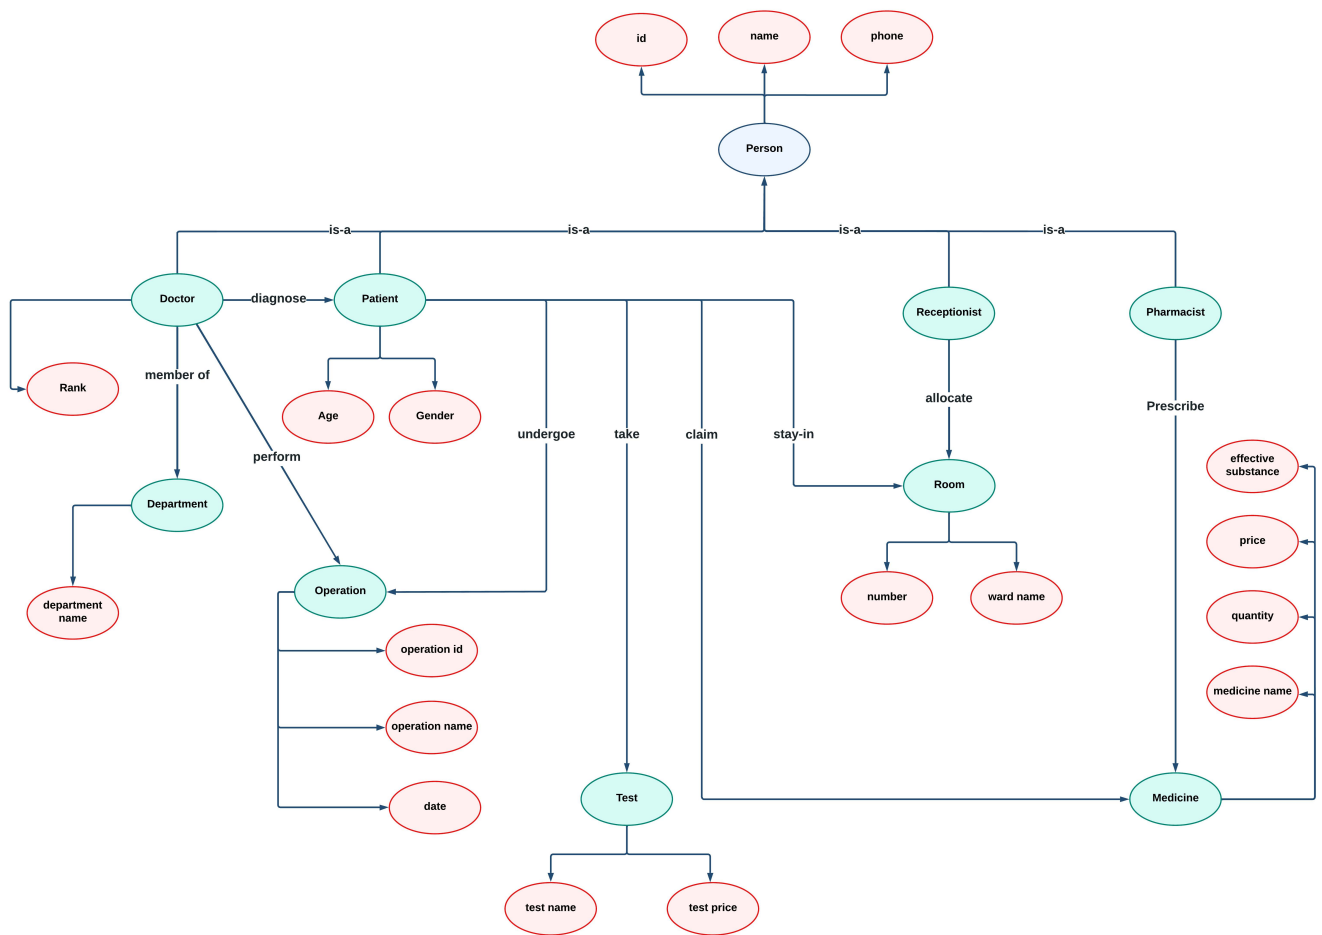 id
name
phone
Person
is-a
is-a
is-a
is-a
Doctor
diagnose
Patient
Receptionist
Pharmacist
Rank
member of
Age
Gender
allocate
Prescribe
perform
undergoe
take
claim
stay-in
effective
substance
Department
Room
price
Operation
department
name
number
ward name
quantity
operation id
medicine name
operation name
date
Test
Medicine
test name
test price